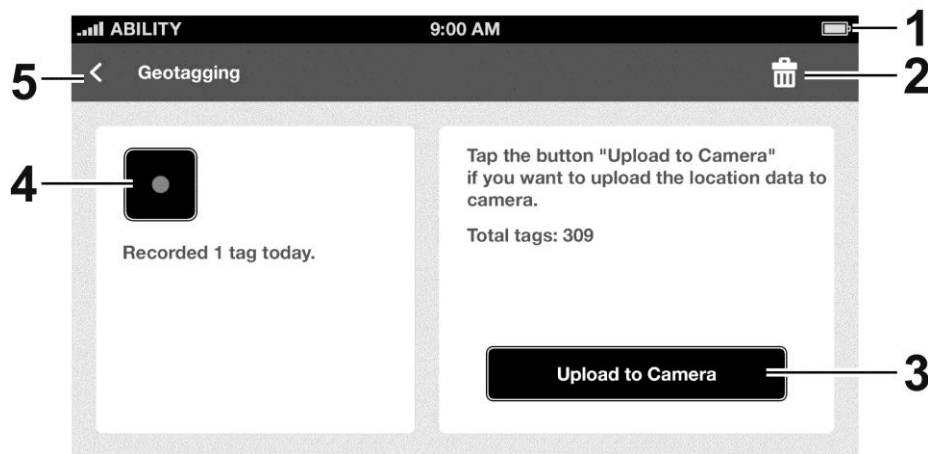 ABILITY 9:00 AM 1
5 Geotagging 2
4
Recorded 1 tag today.
Tap the button "Upload to Camera"
if you want to upload the location data to
camera.
Total tags: 309
Upload to Camera 3